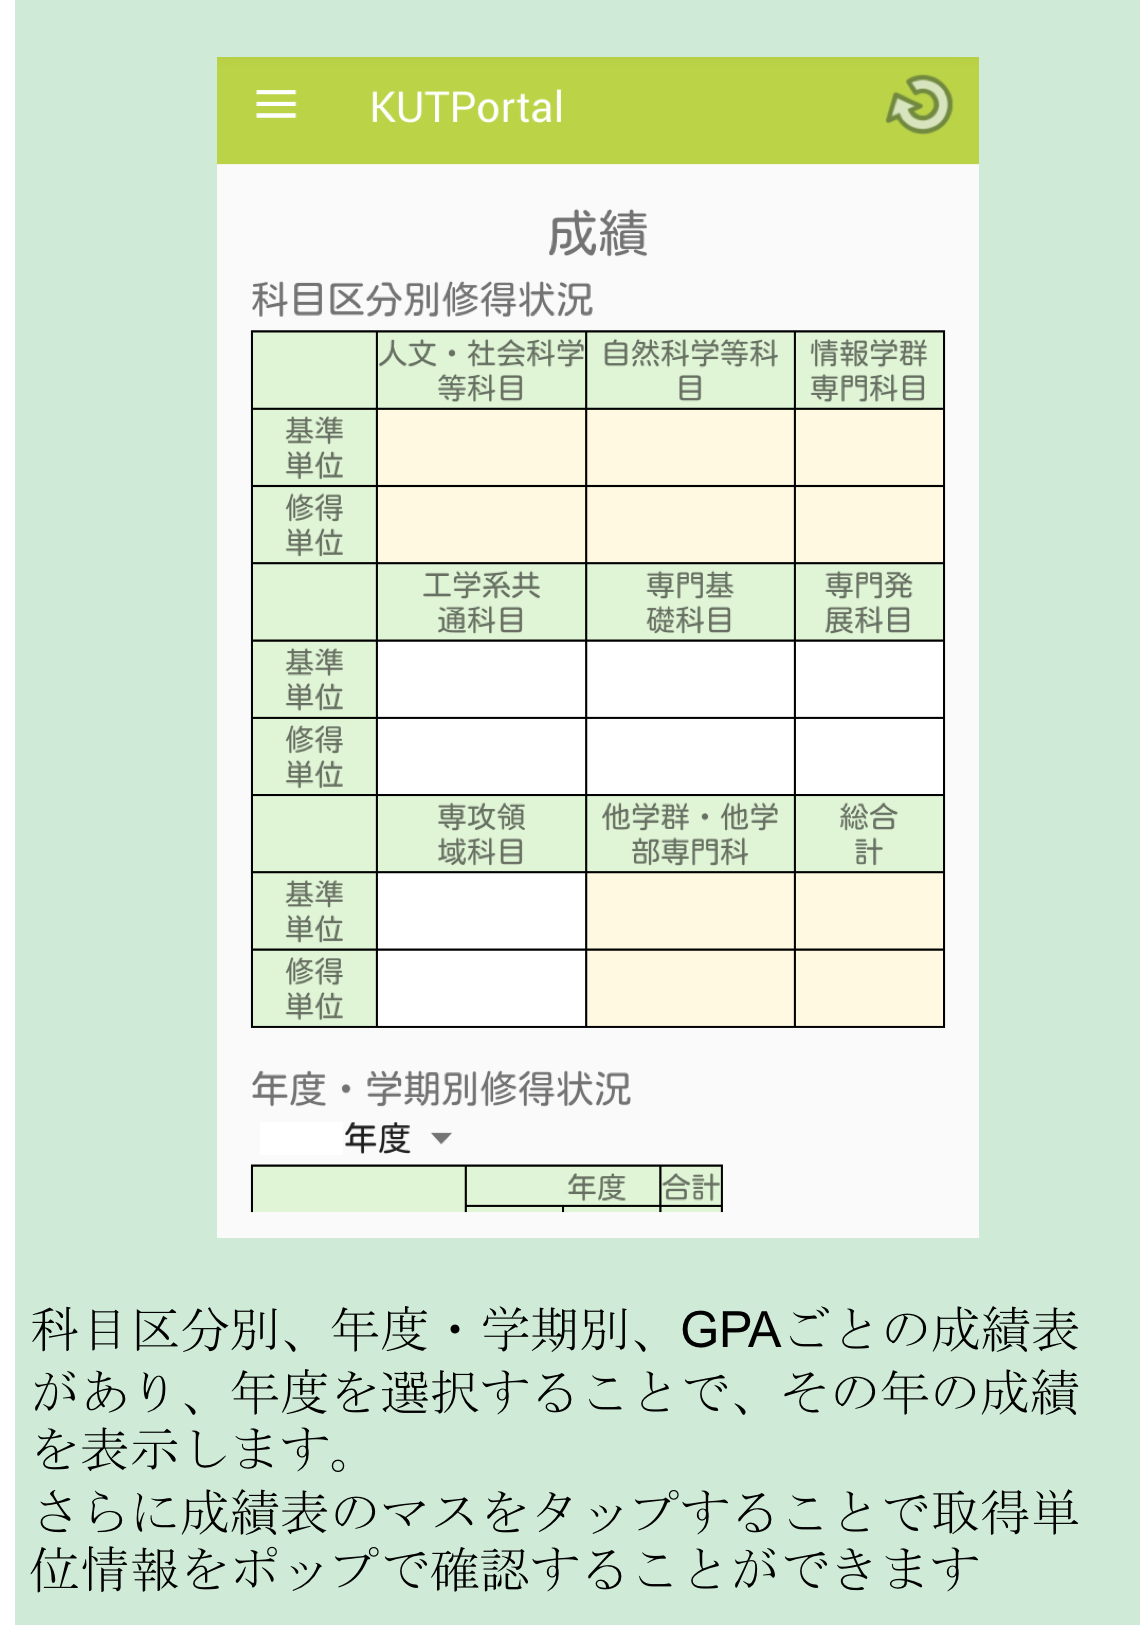 KUTPortal
成績
科目区分別修得状況
人文・社会科学
等科目
自然科学等科
目
情報学群
専門科目
基準
単位
修得
単位
工学系共
通科目
専門基
礎科目
専門発
展科目
基準
単位
修得
単位
専攻領
域科目
他学群・他学
部専門科
総合
計
基準
単位
修得
単位
年度・学期別修得状況
年度
年度 合計
科目区分別、年度・学期別、GPAごとの成績表
があり、年度を選択することで、その年の成績
を表示します。
さらに成績表のマスをタップすることで取得単
位情報をポップで確認することができます